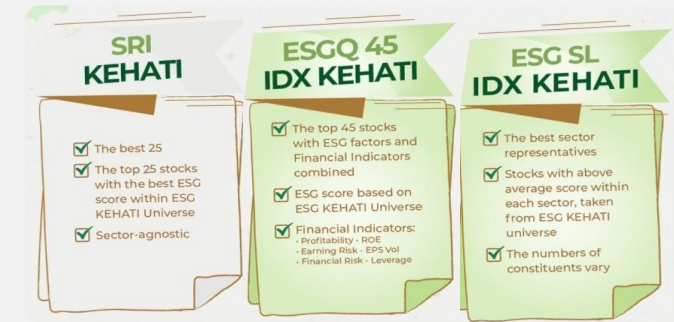 SRI
KEHATI
The best 25
The top 25 stocks
with the best ESG
score within ESG
KEHATI Universe
Sector-agnostic
ESGQ 45
IDX KEHATI
The top 45 stocks
with ESG factors and
Financial Indicators
combined
ESG score based on
ESG KEHATI Universe
Financial Indicators:
• Profitability - ROE
• Earning Risk - EPS Vol
• Financial Risk - Leverage
ESG SL
IDX KEHATI
The best sector
representatives
Stocks with above
average score within
each sector, taken
from ESG KEHATI
universe
The numbers of
constituents vary